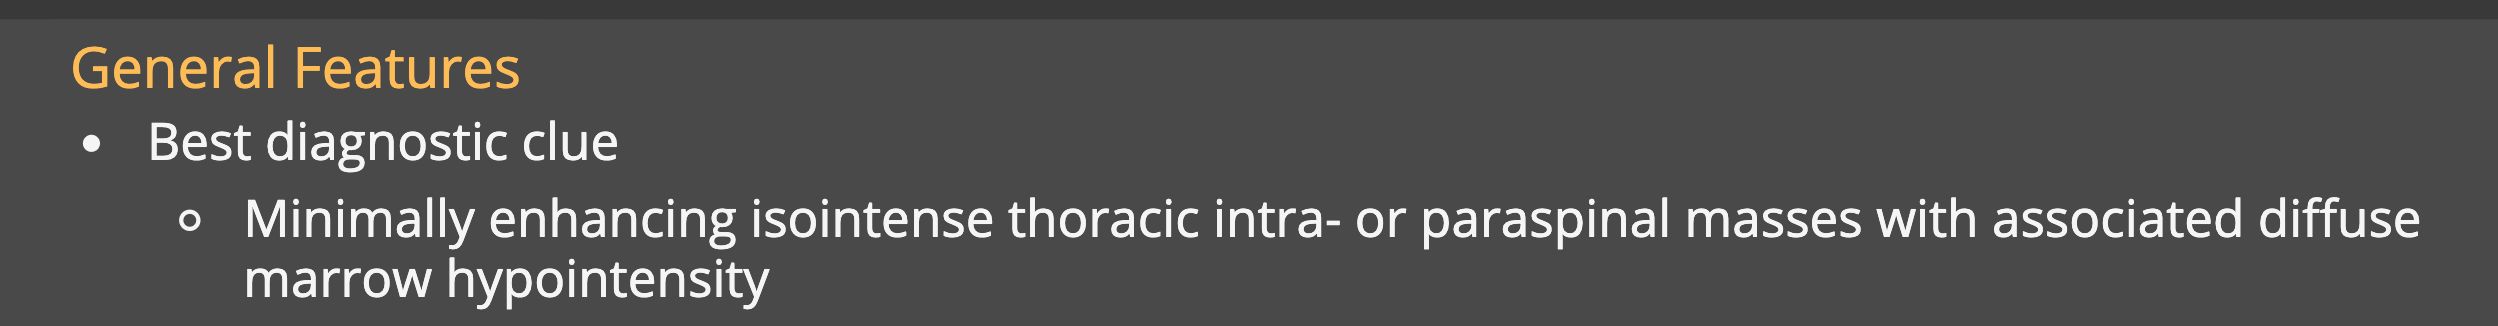 General Features
• Best diagnostic clue
◦ Minimally enhancing isointense thoracic intra- or paraspinal masses with associated diffuse
marrow hypointensity